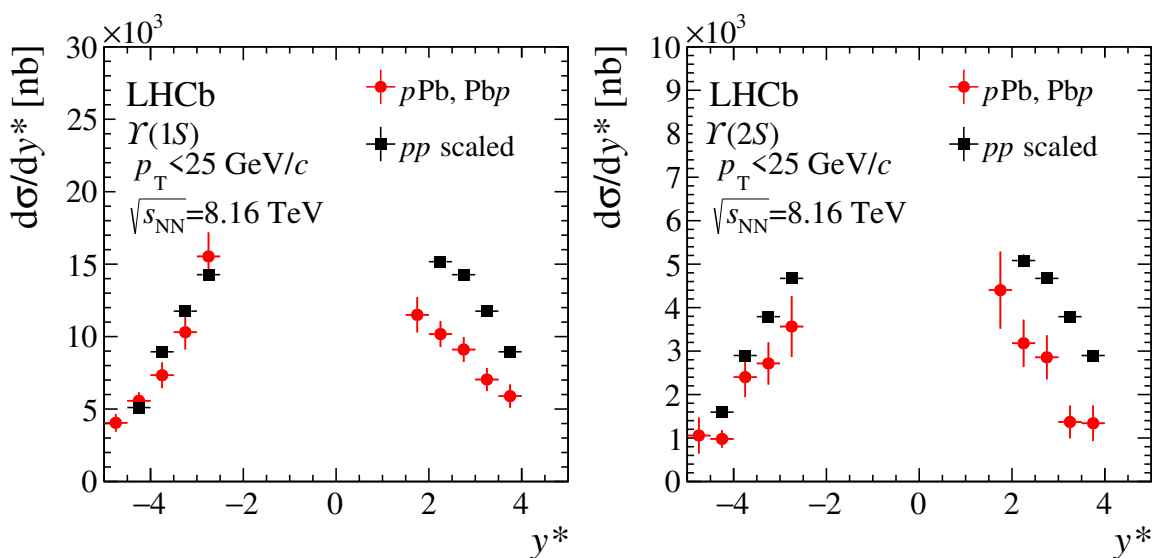 ×10³
dσ/dy* [nb]
30
25
20
15
10
5
0
LHCb
ϒ(1S)
p_T<25 GeV/c
√s_NN=8.16 TeV
pPb, Pbp
pp scaled
−4 −2 0 2 4
y*
×10³
dσ/dy* [nb]
10
9
8
7
6
5
4
3
2
1
0
LHCb
ϒ(2S)
p_T<25 GeV/c
√s_NN=8.16 TeV
pPb, Pbp
pp scaled
−4 −2 0 2 4
y*